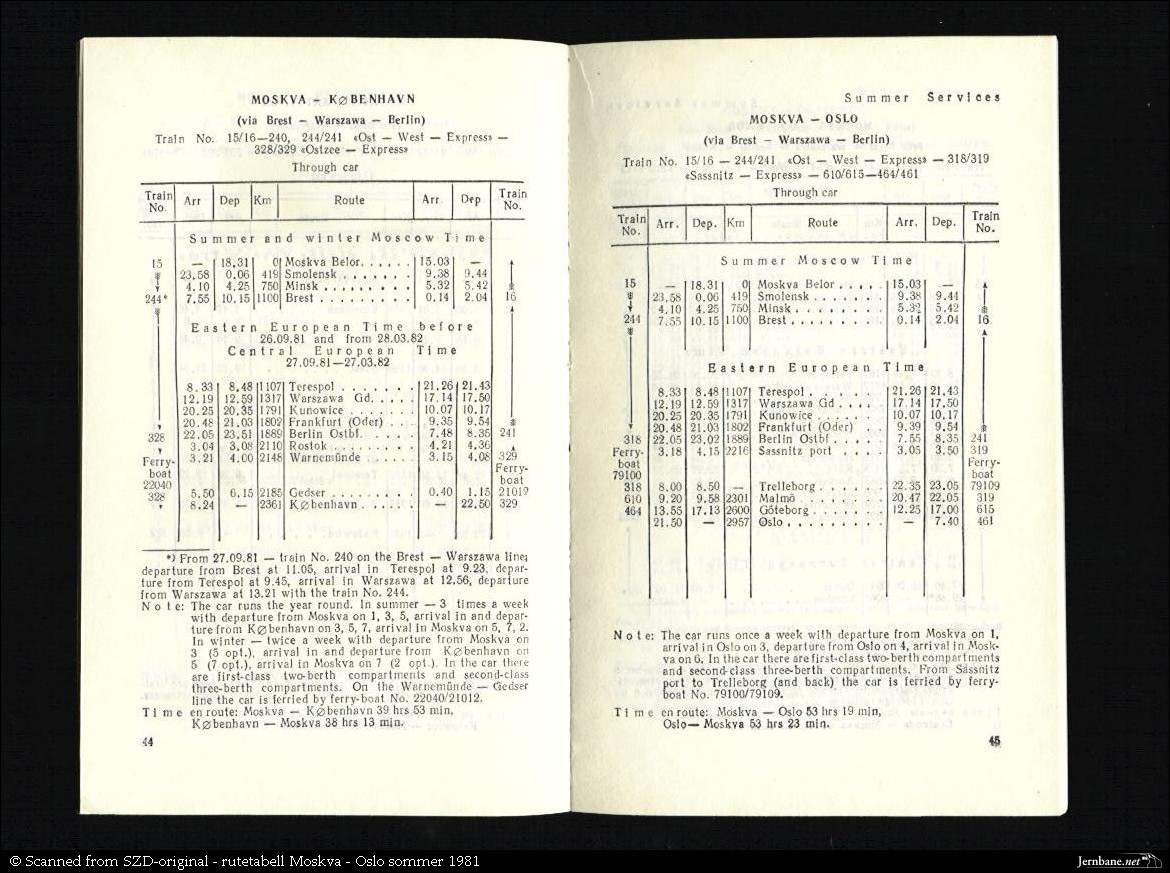 MOSKVA – KØBENHAVN
(via Brest – Warszawa – Berlin)
Train No. 15/16—240, 244/241 «Ost – West – Express» –
328/329 «Ostzee – Express»
Through car
Train No. Arr Dep Km Route Arr. Dep Train No.
Summer and winter Moscow Time
15 — 18.31 0 Moskva Belor. . . . . . 15.03 —
23.58 0.06 419 Smolensk . . . . . . . 9.38 9.44
4.10 4.25 750 Minsk . . . . . . . . . 5.32 5.42
244* 7.55 10.15 1100 Brest . . . . . . . . . 0.14 2.04 16
Eastern European Time before
26.09.81 and from 28.03.82
Central European Time
27.09.81—27.03.82
8.33 8.48 1107 Terespol . . . . . . . 21.26 21.43
12.19 12.59 1317 Warszawa Gd. . . . . 17.14 17.50
20.25 20.35 1791 Kunowice . . . . . . . 10.07 10.17
20.48 21.03 1802 Frankfurt (Oder) . . 9.35 9.54
328 22.05 23.51 1889 Berlin Ostbf. . . . . 7.48 8.35 241
3.04 3.08 2110 Rostok . . . . . . . . 4.21 4.36
Ferry-boat 22040 3.21 4.00 2148 Warnemünde . . . . . 3.15 4.08 329
Ferry-boat
328 5.50 6.15 2185 Gedser . . . . . . . . . 0.40 1.15 21012
8.24 — 2361 København . . . . . . — 22.50 329
*) From 27.09.81 — train No. 240 on the Brest — Warszawa line;
departure from Brest at 11.05, arrival in Terespol at 9.23, depar-
ture from Terespol at 9.45, arrival in Warszawa at 12.56, departure
from Warszawa at 13.21 with the train No. 244.
Note: The car runs the year round. In summer — 3 times a week
with departure from Moskva on 1, 3, 5, arrival in and depar-
ture from København on 3, 5, 7, arrival in Moskva on 5, 7, 2.
In winter — twice a week with departure from Moskva on
3 (5 opt.), arrival in and departure from København on
5 (7 opt.), arrival in Moskva on 7 (2 opt.). In the car there
are first-class two-berth compartments and second-class
three-berth compartments. On the Warnemünde — Gedser
line the car is ferried by ferry-boat No. 22040/21012.
Time en route: Moskva — København 39 hrs 53 min,
København — Moskva 38 hrs 13 min.
44
Summer Services
MOSKVA – OSLO
(via Brest – Warszawa – Berlin)
Train No. 15/16 — 244/241 «Ost — West — Express» — 318/319
«Sassnitz — Express» — 610/615—464/461
Through car
Train No. Arr. Dep. Km Route Arr. Dep. Train No.
Summer Moscow Time
15 — 18.31 0 Moskva Belor . . . . . 15.03 —
23.58 0.06 419 Smolensk . . . . . . . 9.38 9.44
4.10 4.25 750 Minsk . . . . . . . . . 5.32 5.42
244 7.55 10.15 1100 Brest . . . . . . . . . 0.14 2.04 16
Eastern European Time
8.33 8.48 1107 Terespol . . . . . . . 21.26 21.43
12.19 12.59 1317 Warszawa Gd . . . . 17.14 17.50
20.25 20.35 1791 Kunowice . . . . . . 10.07 10.17
20.48 21.03 1802 Frankfurt (Oder) . . 9.39 9.54
318 22.05 23.02 1889 Berlin Ostbf . . . . . 7.55 8.35 241
Ferry-boat 79100 3.18 4.15 2216 Sassnitz port . . . . 3.05 3.50 319
Ferry-boat
318 8.00 8.50 — Trelleborg . . . . . . 22.35 23.05 79109
610 9.20 9.58 2301 Malmö . . . . . . . . 20.47 22.05 319
464 13.55 17.13 2600 Göteborg . . . . . . . 12.25 17.00 615
21.50 — 2957 Oslo . . . . . . . . . — 7.40 461
Note: The car runs once a week with departure from Moskva on 1,
arrival in Oslo on 3, departure from Oslo on 4, arrival in Mosk-
va on 6. In the car there are first-class two-berth compartments
and second-class three-berth compartments. From Sassnitz
port to Trelleborg (and back) the car is ferried by ferry-
boat No. 79100/79109.
Time en route: Moskva — Oslo 53 hrs 19 min,
Oslo— Moskva 53 hrs 23 min.
45
© Scanned from SZD-original - rutetabell Moskva - Oslo sommer 1981
Jernbane.net